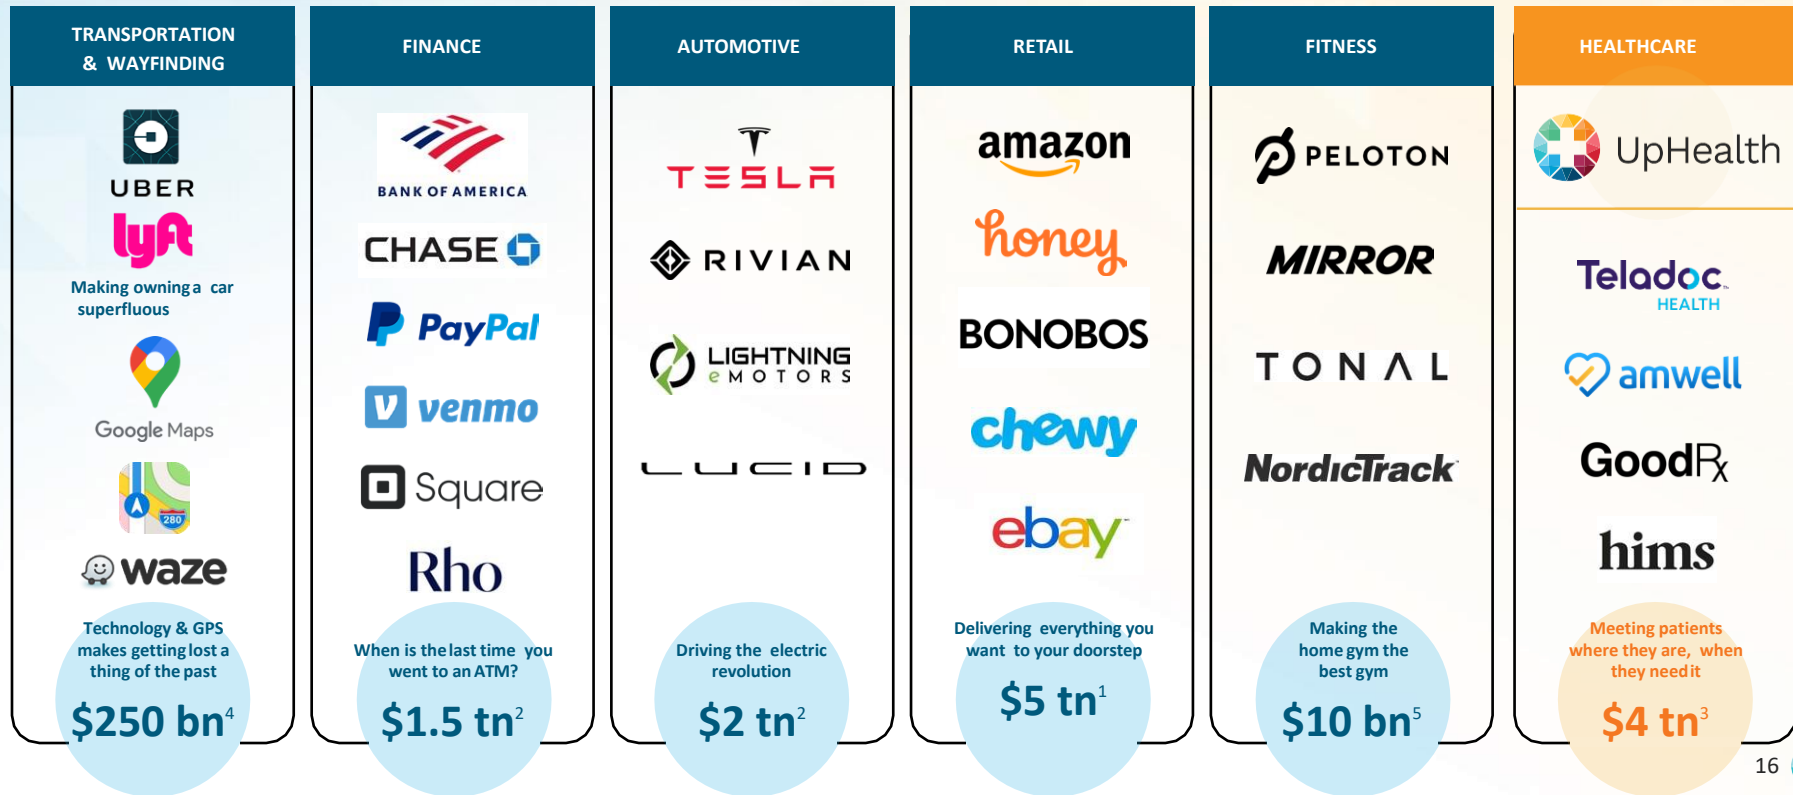 TRANSPORTATION
& WAYFINDING
UBER
lyft
Making owning a car
superfluous
Google Maps
280
waze
Technology & GPS
makes getting lost a
thing of the past
$250 bn4
FINANCE
BANK OF AMERICA
CHASE
PayPal
venmo
Square
Rho
When is the last time you
went to an ATM?
$1.5 tn2
AUTOMOTIVE
TESLA
RIVIAN
LIGHTNING
eMOTORS
LUCID
Driving the electric
revolution
$2 tn2
RETAIL
amazon
honey
BONOBOS
chewy
ebay
Delivering everything you
want to your doorstep
$5 tn1
FITNESS
PELOTON
MIRROR
TONAL
NordicTrack
Making the
home gym the
best gym
$10 bn5
HEALTHCARE
UpHealth
Teladoc
HEALTH
amwell
GoodRx
hims
Meeting patients
where they are, when
they need it
$4 tn3
16